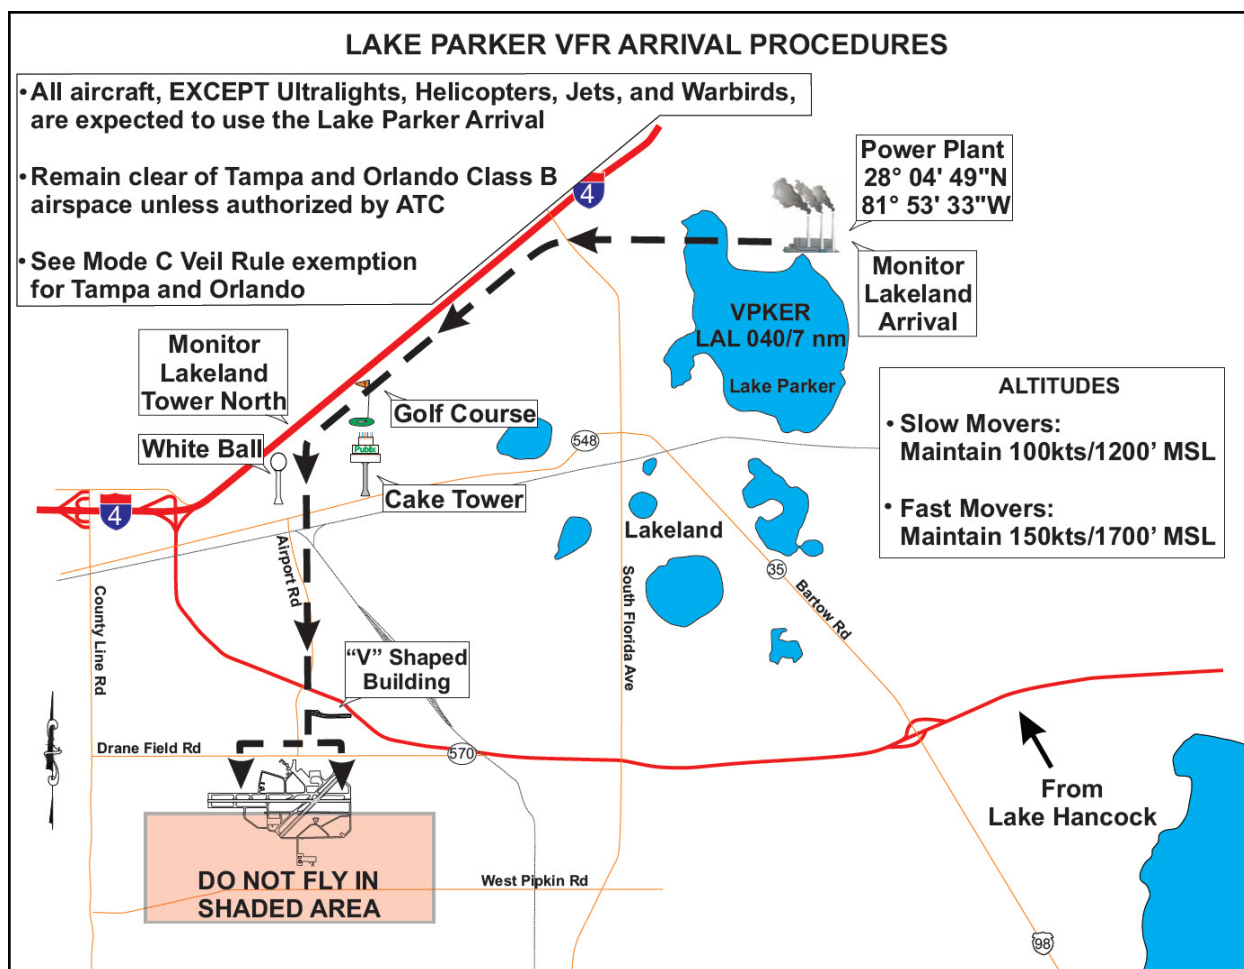 LAKE PARKER VFR ARRIVAL PROCEDURES
• All aircraft, EXCEPT Ultralights, Helicopters, Jets, and Warbirds,
are expected to use the Lake Parker Arrival
• Remain clear of Tampa and Orlando Class B
airspace unless authorized by ATC
• See Mode C Veil Rule exemption
for Tampa and Orlando
4
Power Plant
28° 04' 49"N
81° 53' 33"W
Monitor
Lakeland
Arrival
VPKER
LAL 040/7 nm
Lake Parker
Monitor
Lakeland
Tower North
Golf Course
White Ball
Publix
Cake Tower
548
ALTITUDES
• Slow Movers:
Maintain 100kts/1200' MSL
• Fast Movers:
Maintain 150kts/1700' MSL
4
Lakeland
Airport Rd
County Line Rd
South Florida Ave
35
Bartow Rd
“V” Shaped
Building
Drane Field Rd
570
From
Lake Hancock
DO NOT FLY IN
SHADED AREA
West Pipkin Rd
98